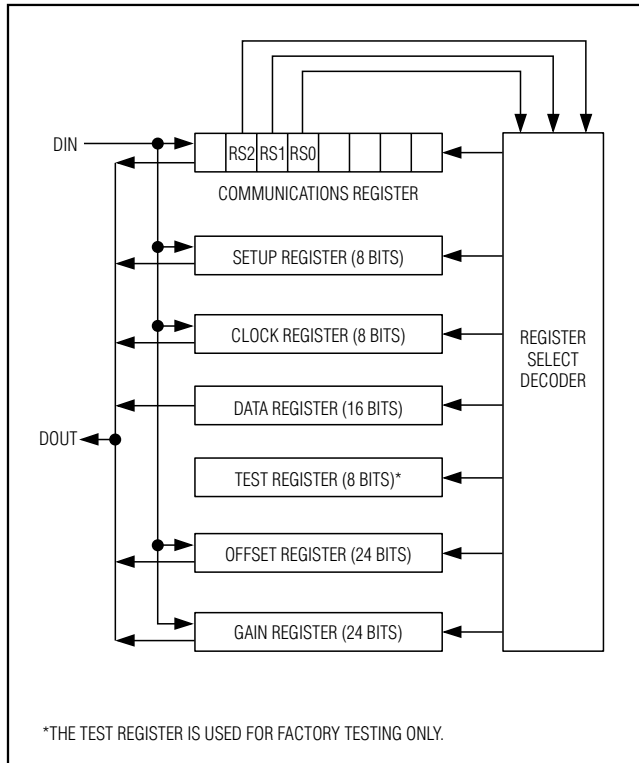 DIN
RS2 RS1 RS0
COMMUNICATIONS REGISTER
SETUP REGISTER (8 BITS)
CLOCK REGISTER (8 BITS)
REGISTER
SELECT
DECODER
DATA REGISTER (16 BITS)
DOUT
TEST REGISTER (8 BITS)*
OFFSET REGISTER (24 BITS)
GAIN REGISTER (24 BITS)
*THE TEST REGISTER IS USED FOR FACTORY TESTING ONLY.